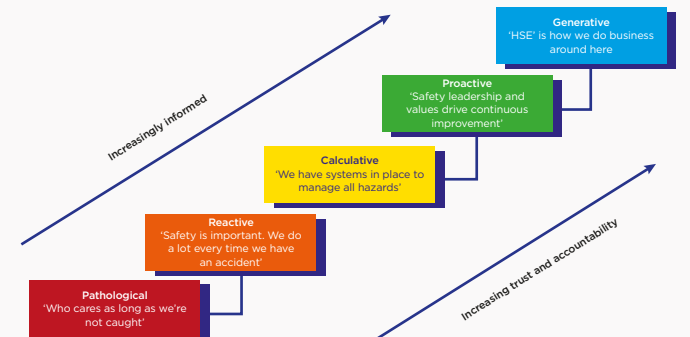 Generative
‘HSE’ is how we do business
around here
Proactive
‘Safety leadership and
values drive continuous
improvement’
Increasingly informed
Calculative
‘We have systems in place to
manage all hazards’
Reactive
‘Safety is important. We do
a lot every time we have
an accident’
Increasing trust and accountability
Pathological
‘Who cares as long as we’re
not caught’